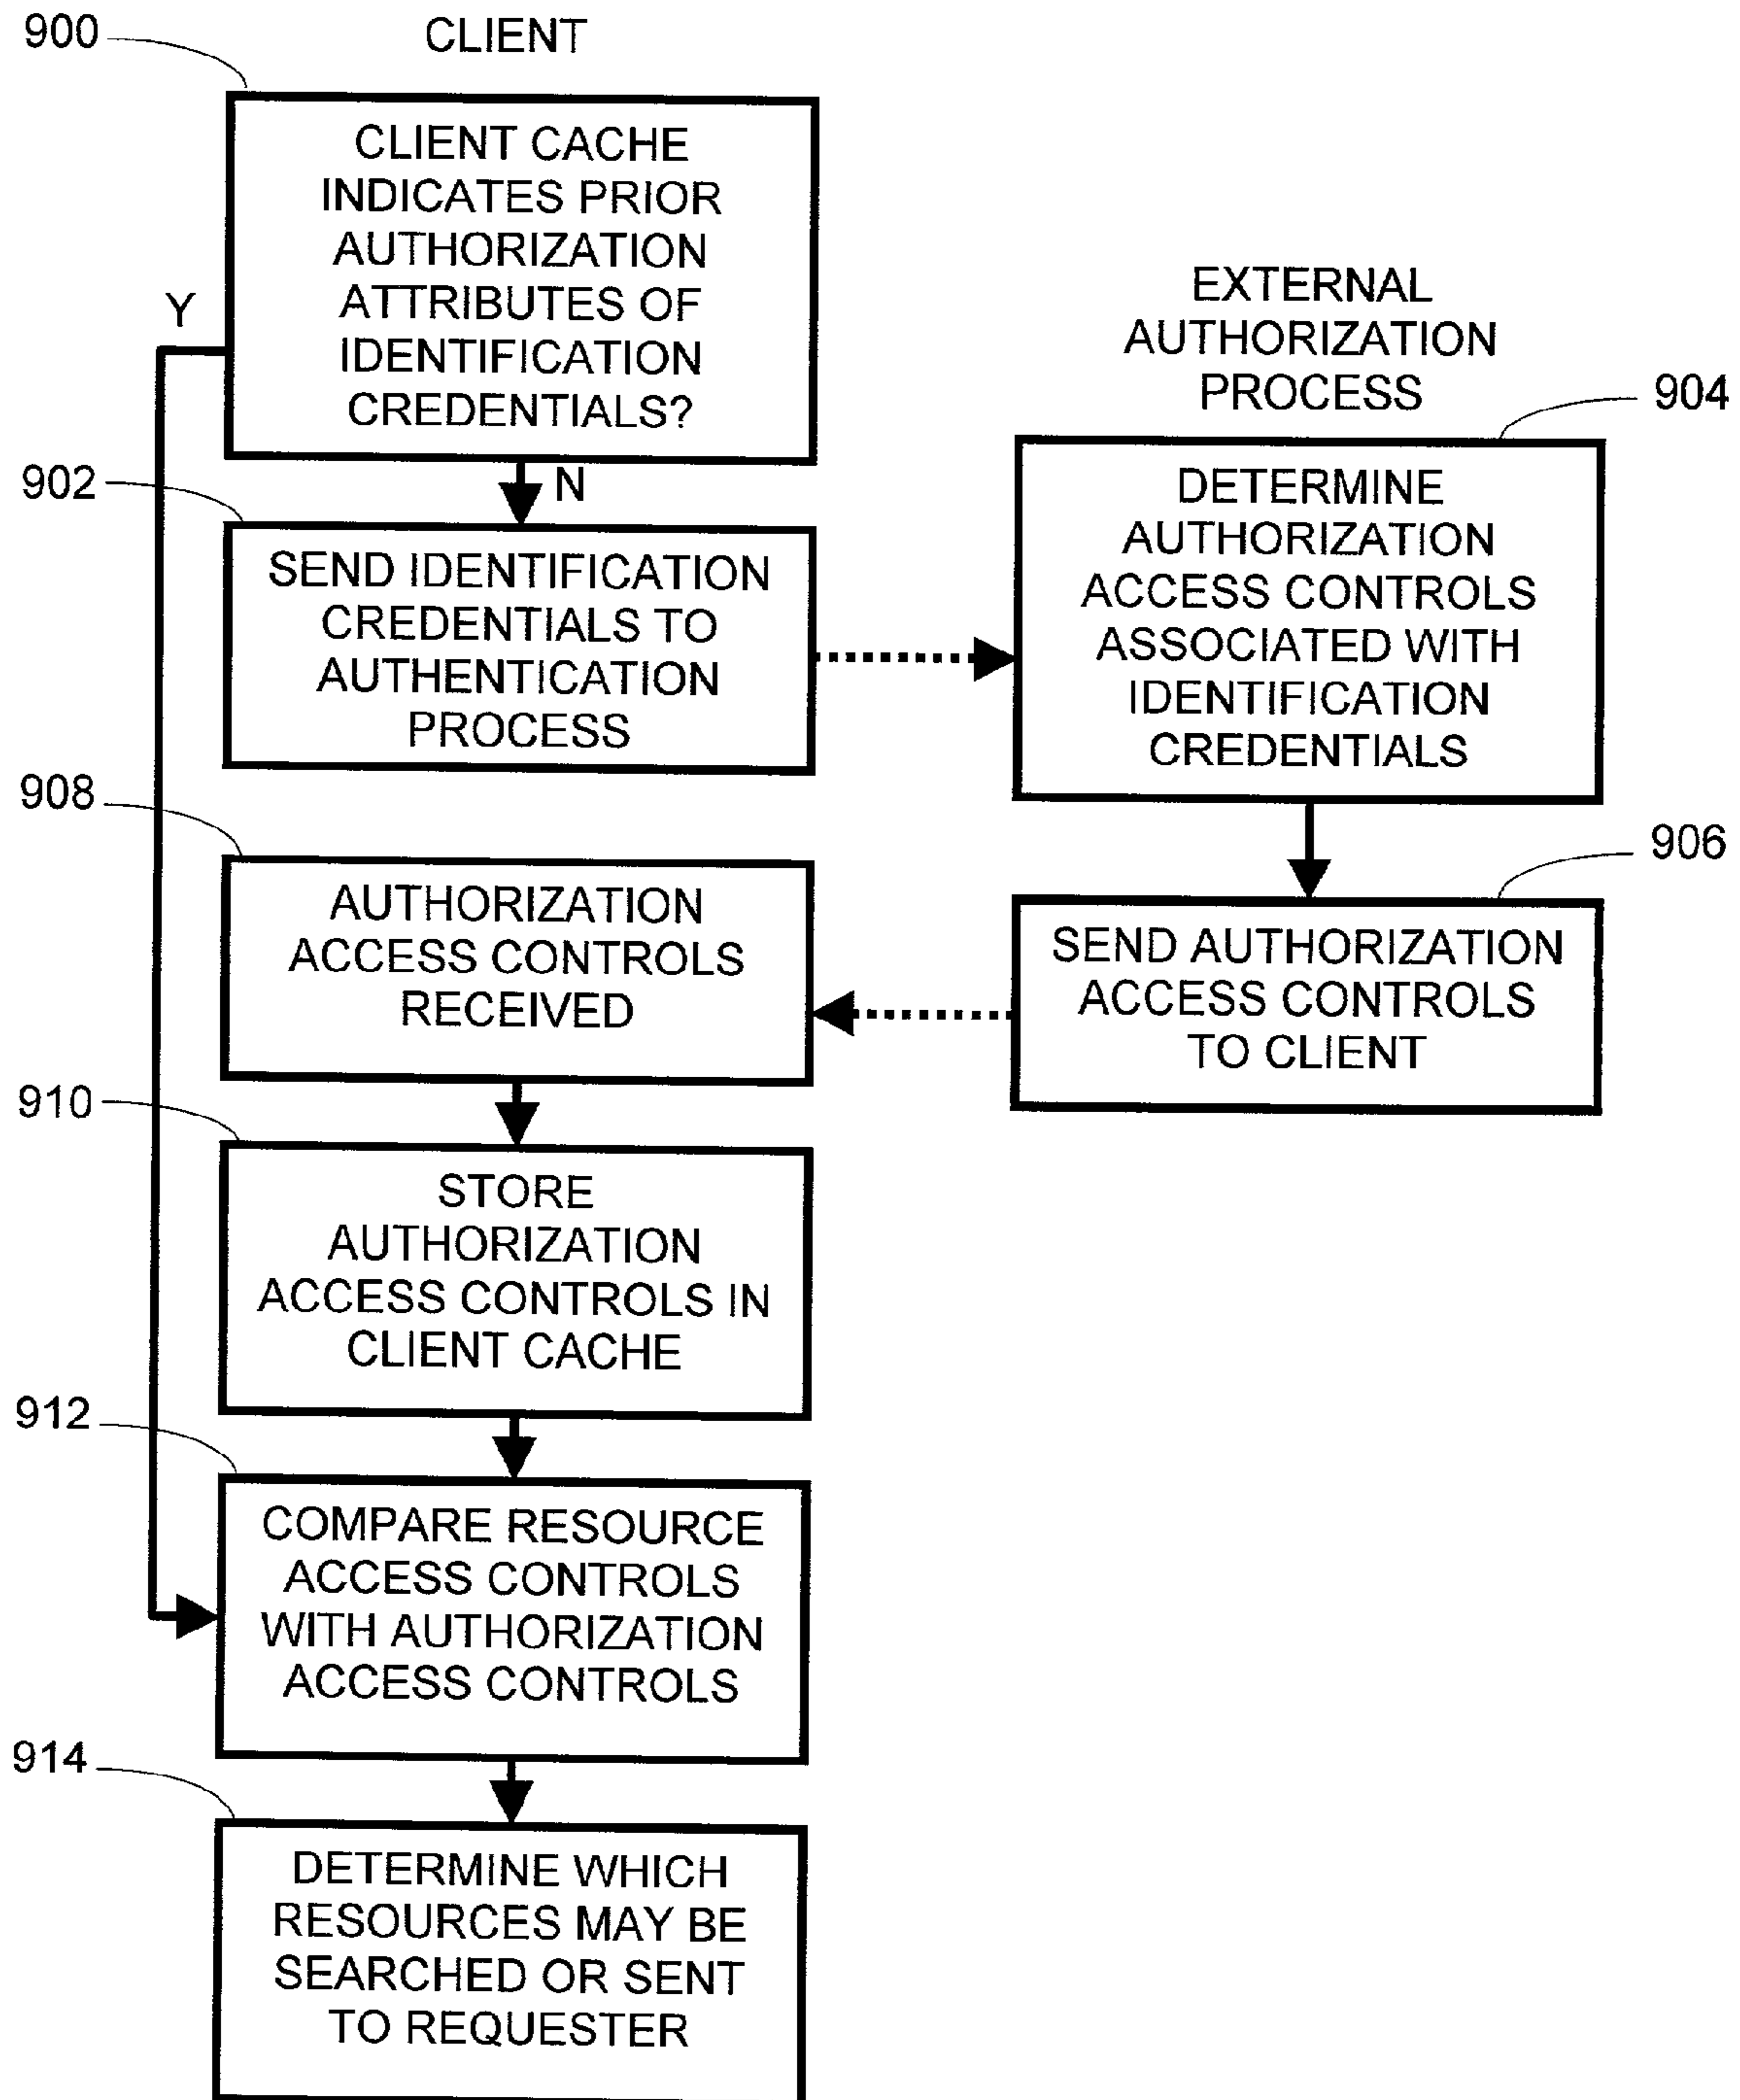 900
CLIENT
CLIENT CACHE
INDICATES PRIOR
AUTHORIZATION
ATTRIBUTES OF
IDENTIFICATION
CREDENTIALS?
Y
N
902
SEND IDENTIFICATION
CREDENTIALS TO
AUTHENTICATION
PROCESS
EXTERNAL
AUTHORIZATION
PROCESS
904
DETERMINE
AUTHORIZATION
ACCESS CONTROLS
ASSOCIATED WITH
IDENTIFICATION
CREDENTIALS
906
SEND AUTHORIZATION
ACCESS CONTROLS
TO CLIENT
908
AUTHORIZATION
ACCESS CONTROLS
RECEIVED
910
STORE
AUTHORIZATION
ACCESS CONTROLS IN
CLIENT CACHE
912
COMPARE RESOURCE
ACCESS CONTROLS
WITH AUTHORIZATION
ACCESS CONTROLS
914
DETERMINE WHICH
RESOURCES MAY BE
SEARCHED OR SENT
TO REQUESTER